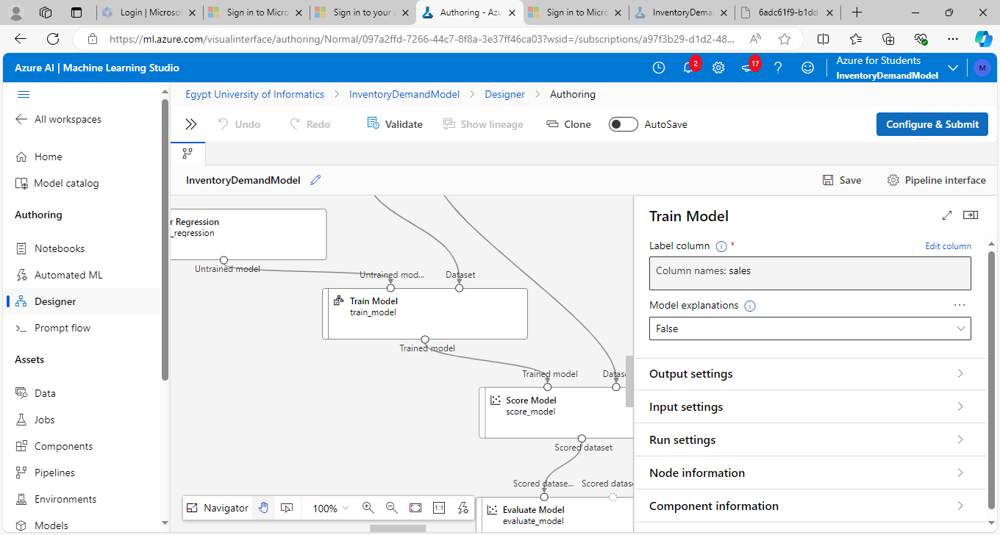 Login | Microsof
Sign in to Micro
Sign in to your a
Authoring - Azu
Sign in to Micro
InventoryDeman
6adc61f9-b1dd
https://ml.azure.com/visualinterface/authoring/Normal/097a2ffd-7266-44c7-8f8a-3e37ff46ca03?wsid=/subscriptions/a97f3b29-d1d2-48...
Azure AI | Machine Learning Studio
2
17
Azure for Students
InventoryDemandModel
M
All workspaces
Home
Model catalog
Authoring
Notebooks
Automated ML
Designer
Prompt flow
Assets
Data
Jobs
Components
Pipelines
Environments
Models
Egypt University of Informatics > InventoryDemandModel > Designer > Authoring
Undo
Redo
Validate
Show lineage
Clone
AutoSave
Configure & Submit
InventoryDemandModel
Save
Pipeline interface
r Regression
_regression
Untrained model
Untrained mod...
Dataset
Train Model
train_model
Trained model
Trained model
Datase
Score Model
score_model
Scored dataset
Scored datase...
Scored datase
Evaluate Model
evaluate_model
Navigator
100%
1:1
Train Model
Label column *
Edit column
Column names: sales
Model explanations
...
False
Output settings
Input settings
Run settings
Node information
Component information